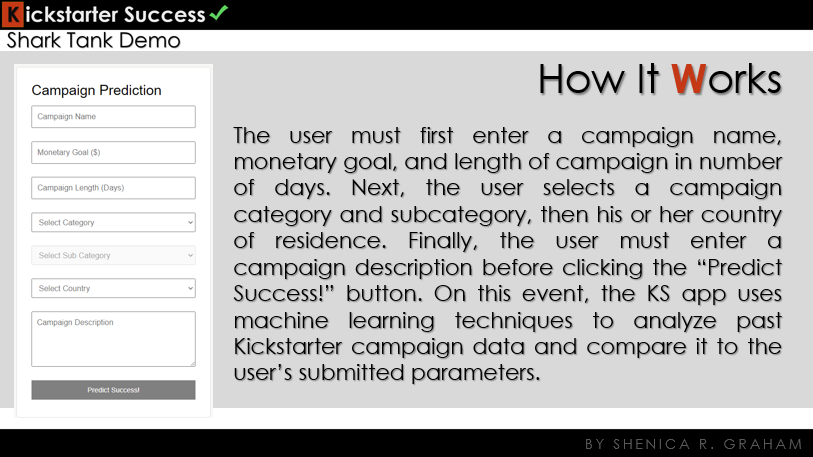 Kickstarter Success
Shark Tank Demo
Campaign Prediction
Campaign Name
Monetary Goal ($)
Campaign Length (Days)
Select Category
Select Sub Category
Select Country
Campaign Description
Predict Success!
How It Works
The user must first enter a campaign name,
monetary goal, and length of campaign in number
of days. Next, the user selects a campaign
category and subcategory, then his or her country
of residence. Finally, the user must enter a
campaign description before clicking the “Predict
Success!” button. On this event, the KS app uses
machine learning techniques to analyze past
Kickstarter campaign data and compare it to the
user’s submitted parameters.
BY SHENICA R. GRAHAM